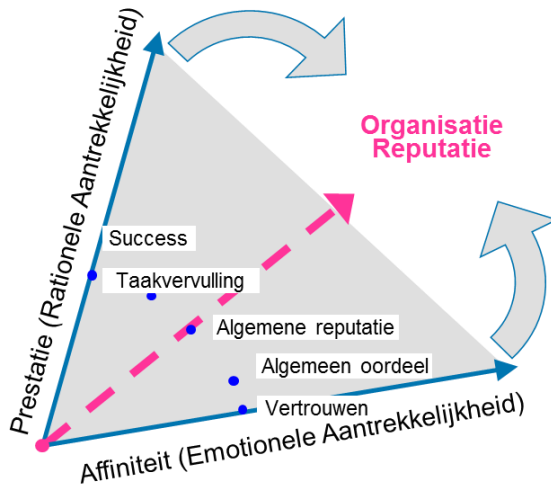 Prestatie (Rationele Aantrekkelijkheid)
Organisatie
Reputatie
Success
Taakvervulling
Algemene reputatie
Algemeen oordeel
Vertrouwen
Affiniteit (Emotionele Aantrekkelijkheid)